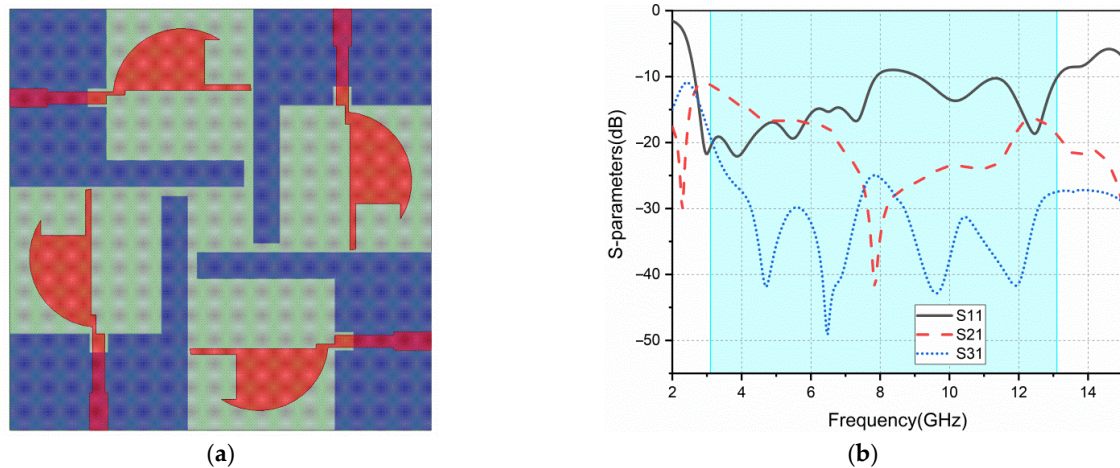 0
−10
−20
−30
−40
−50
S-parameters(dB)
S11
S21
S31
2 4 6 8 10 12 14
Frequency(GHz)
(a) (b)